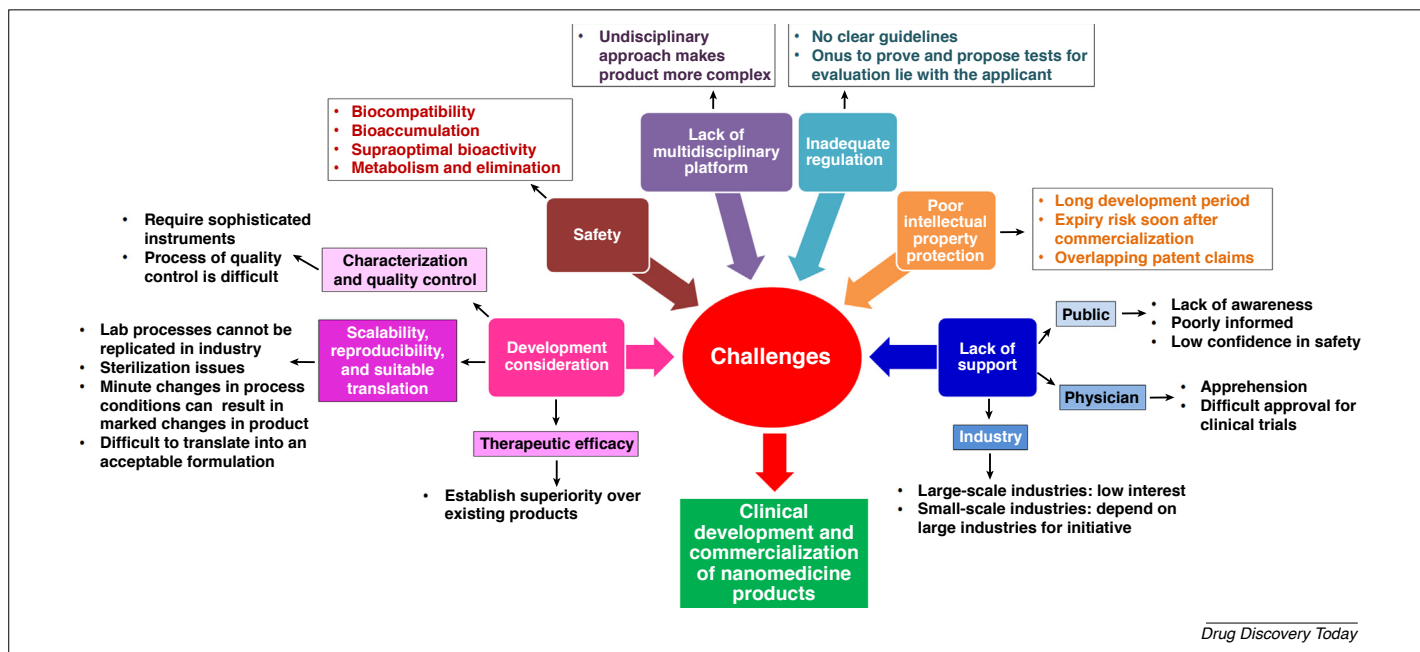 • Undisciplinary
approach makes
product more complex
• No clear guidelines
• Onus to prove and propose tests for
evaluation lie with the applicant
• Biocompatibility
• Bioaccumulation
• Supraoptimal bioactivity
• Metabolism and elimination
Lack of
multidisciplinary
platform
Inadequate
regulation
Safety
Poor
intellectual
property
protection
• Long development period
• Expiry risk soon after
commercialization
• Overlapping patent claims
• Require sophisticated
instruments
• Process of quality
control is difficult
Characterization
and quality control
• Lab processes cannot be
replicated in industry
• Sterilization issues
• Minute changes in process
conditions can result in
marked changes in product
• Difficult to translate into an
acceptable formulation
Scalability,
reproducibility,
and suitable
translation
Development
consideration
Challenges
Lack of
support
Public
• Lack of awareness
• Poorly informed
• Low confidence in safety
Physician
• Apprehension
• Difficult approval for
clinical trials
Therapeutic efficacy
• Establish superiority over
existing products
Industry
• Large-scale industries: low interest
• Small-scale industries: depend on
large industries for initiative
Clinical
development and
commercialization
of nanomedicine
products
Drug Discovery Today